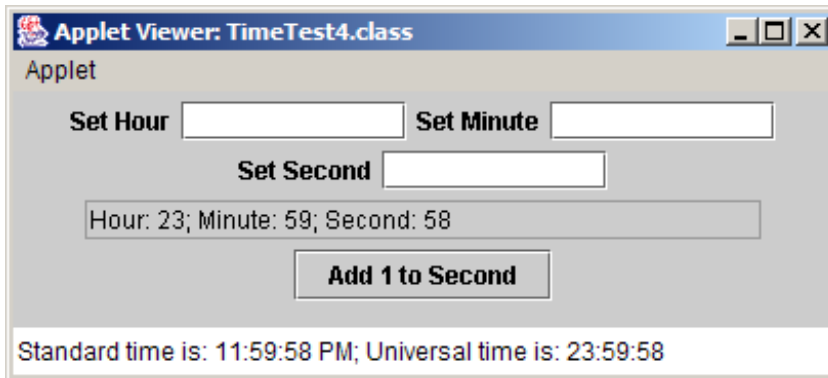 Applet Viewer: TimeTest4.class
Applet
Set Hour Set Minute
Set Second
Hour: 23; Minute: 59; Second: 58
Add 1 to Second
Standard time is: 11:59:58 PM; Universal time is: 23:59:58